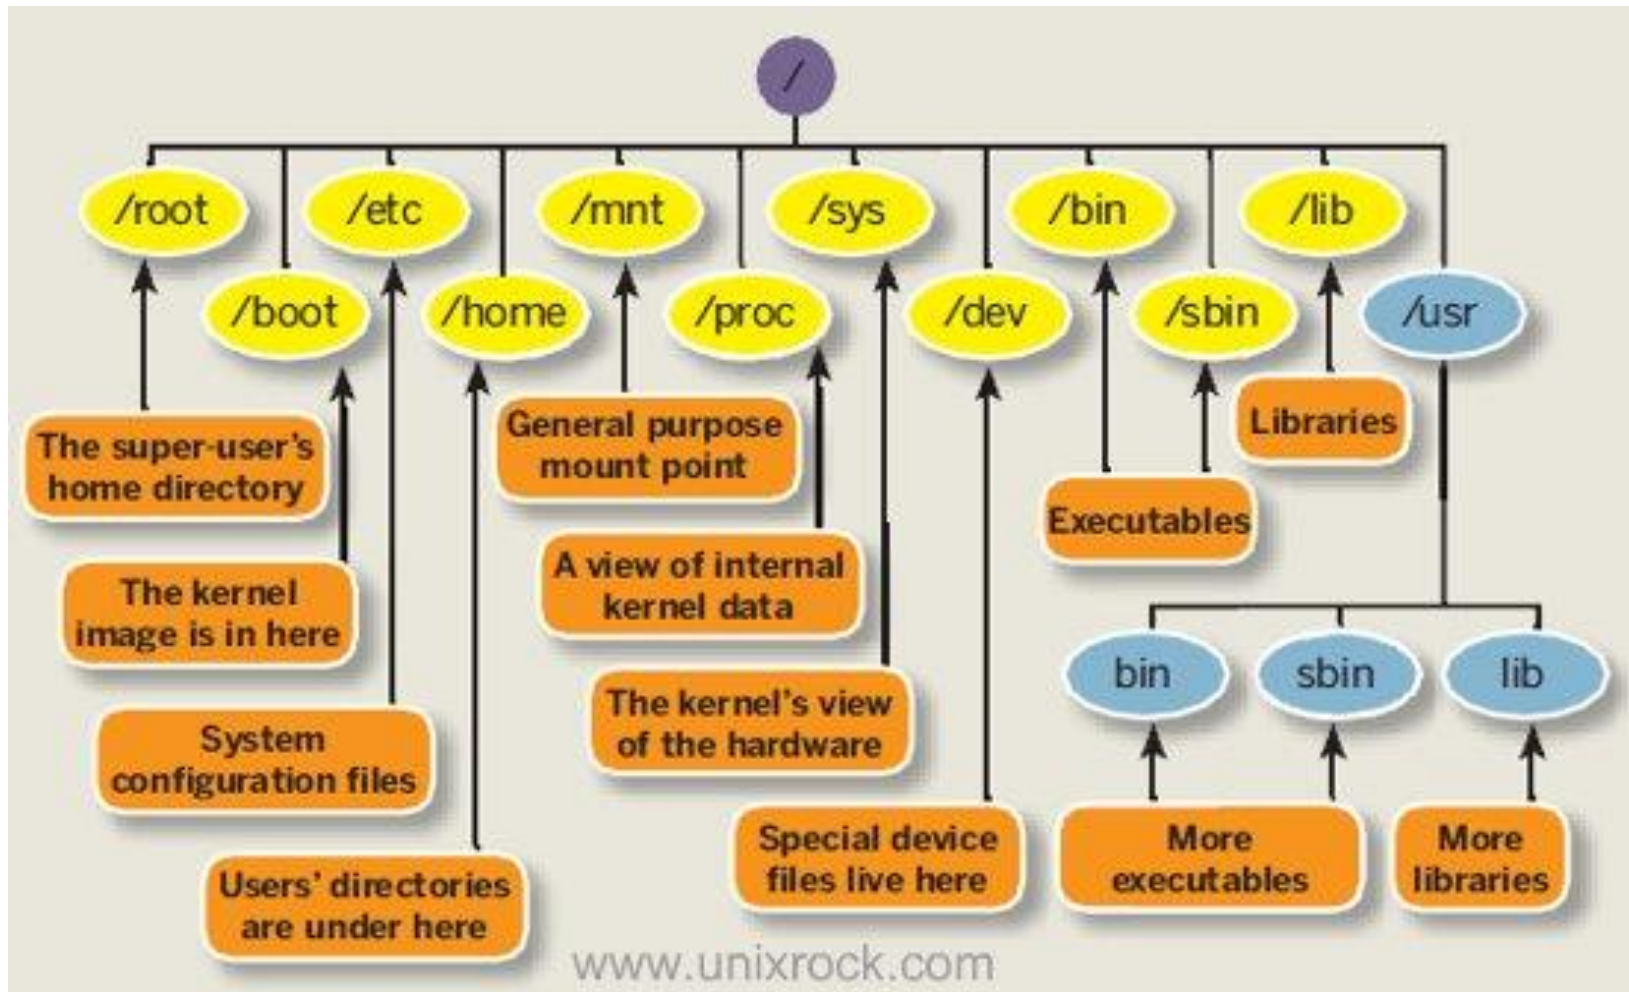 /
/root
/etc
/mnt
/sys
/bin
/lib
/boot
/home
/proc
/dev
/sbin
/usr
The super-user's
home directory
General purpose
mount point
Libraries
Executables
The kernel
image is in here
A view of internal
kernel data
System
configuration files
The kernel's view
of the hardware
bin
sbin
lib
Users' directories
are under here
Special device
files live here
More
executables
More
libraries
www.unixrock.com